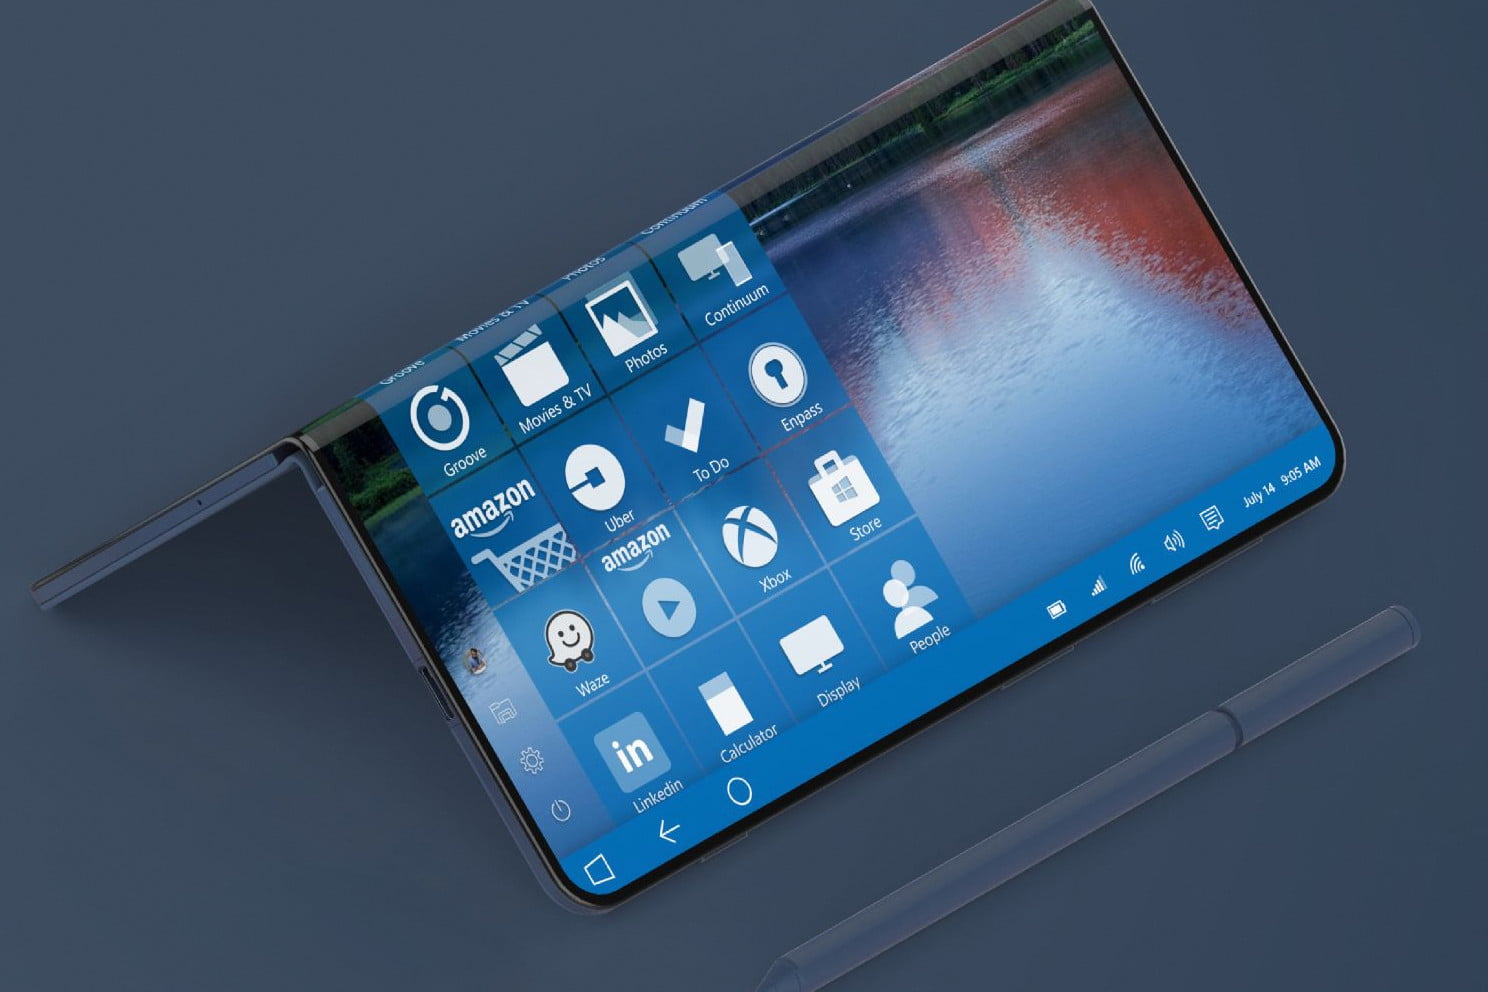 Continuum
Photos
Movies & TV
Groove
Groove
Movies & TV
Photos
Continuum
amazon
Uber
To Do
Enpass
Waze
amazon
Xbox
Store
in
Linkedin
Calculator
Display
People
July 14 9:05 AM